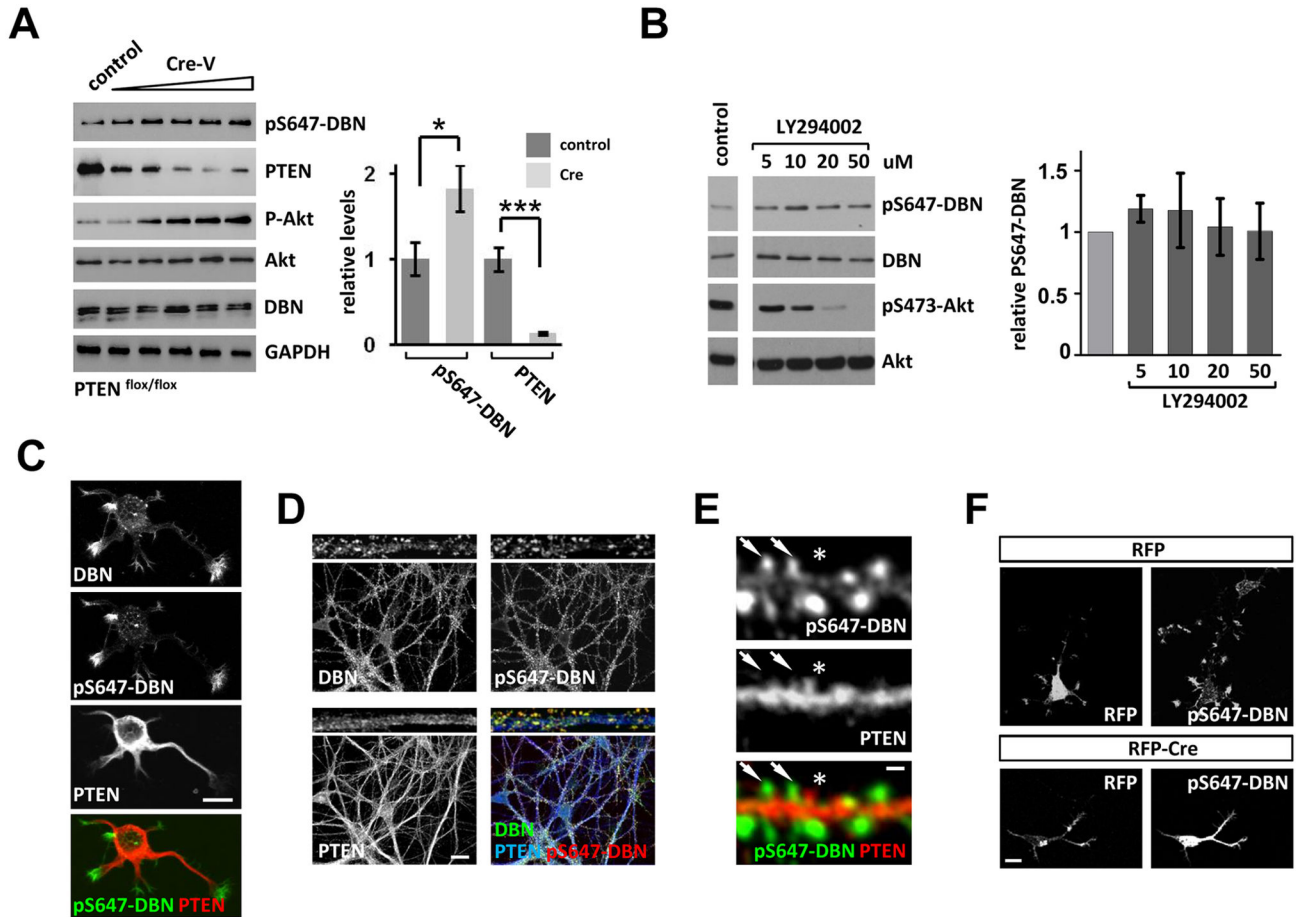 A
control
Cre-V
pS647-DBN
PTEN
P-Akt
Akt
DBN
GAPDH
PTEN flox/flox
*
***
control
Cre
relative levels
2
1
0
pS647-DBN
PTEN
B
control
LY294002
5 10 20 50 uM
pS647-DBN
DBN
pS473-Akt
Akt
relative PS647-DBN
1.5
1
0.5
0
5 10 20 50
LY294002
C
DBN
pS647-DBN
PTEN
pS647-DBN PTEN
D
DBN
pS647-DBN
PTEN
DBN
PTEN pS647-DBN
E
*
pS647-DBN
*
PTEN
*
pS647-DBN PTEN
F
RFP
RFP
pS647-DBN
RFP-Cre
RFP
pS647-DBN